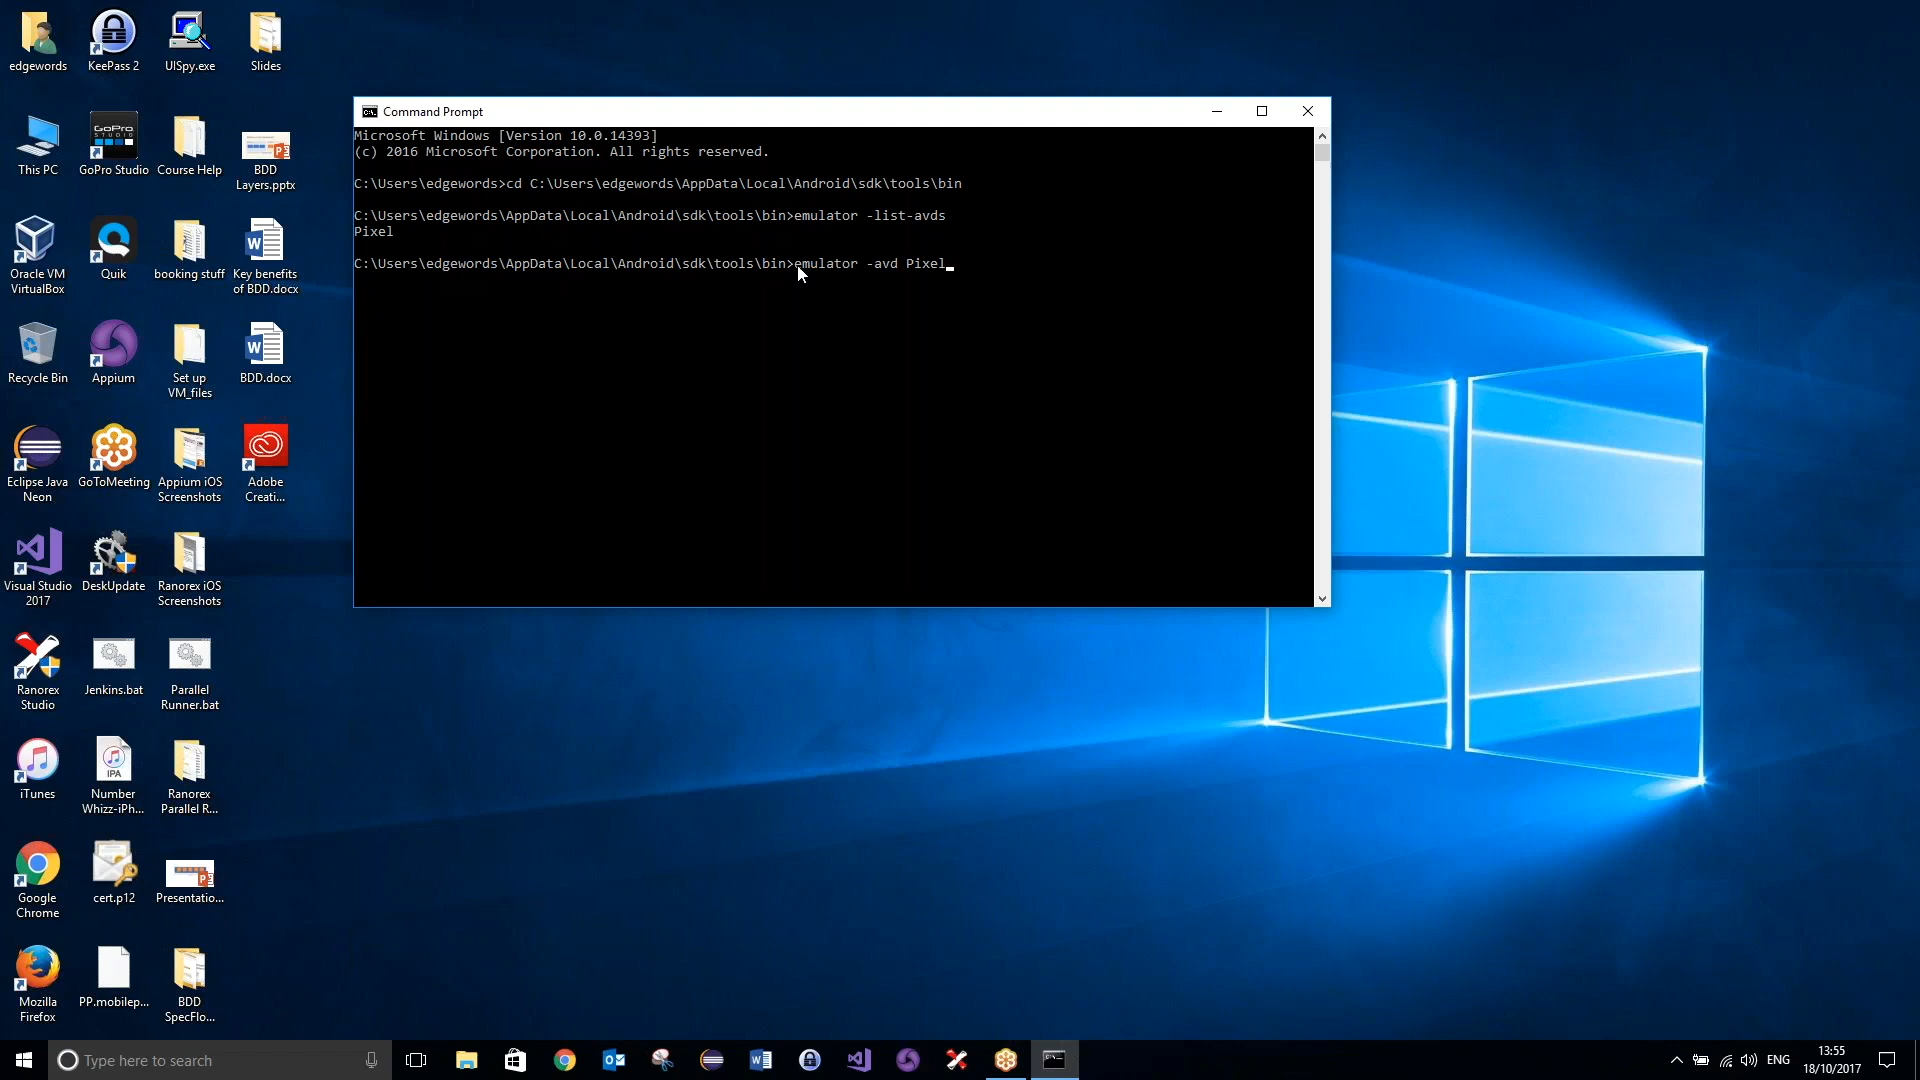 edgewords
KeePass 2
UISpy.exe
Slides
This PC
GoPro Studio
Course Help
BDD
Layers.pptx
Oracle VM
VirtualBox
Quik
booking stuff
Key benefits
of BDD.docx
Recycle Bin
Appium
Set up
VM_files
BDD.docx
Eclipse Java
Neon
GoToMeeting
Appium iOS
Screenshots
Adobe
Creati...
Visual Studio
2017
DeskUpdate
Ranorex iOS
Screenshots
Ranorex
Studio
Jenkins.bat
Parallel
Runner.bat
iTunes
IPA
Number
Whizz-iPh...
Ranorex
Parallel R...
Google
Chrome
cert.p12
Presentatio...
Mozilla
Firefox
PP.mobilep...
BDD
SpecFlo...
Command Prompt
Microsoft Windows [Version 10.0.14393]
(c) 2016 Microsoft Corporation. All rights reserved.
C:\Users\edgewords>cd C:\Users\edgewords\AppData\Local\Android\sdk\tools\bin
C:\Users\edgewords\AppData\Local\Android\sdk\tools\bin>emulator -list-avds
Pixel
C:\Users\edgewords\AppData\Local\Android\sdk\tools\bin>emulator -avd Pixel
Type here to search
ENG
13:55
18/10/2017